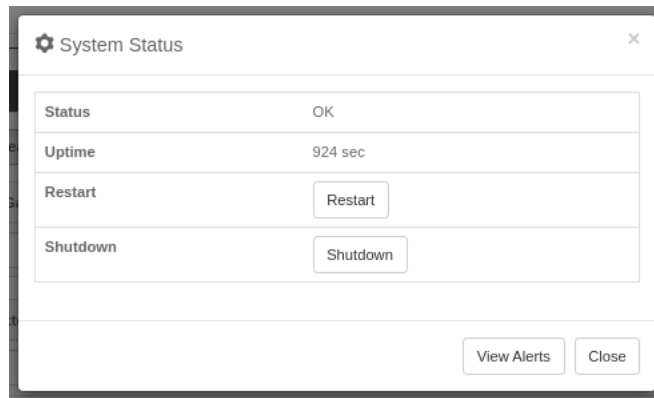 System Status
×
Status OK
Uptime 924 sec
Restart Restart
Shutdown Shutdown
View Alerts Close